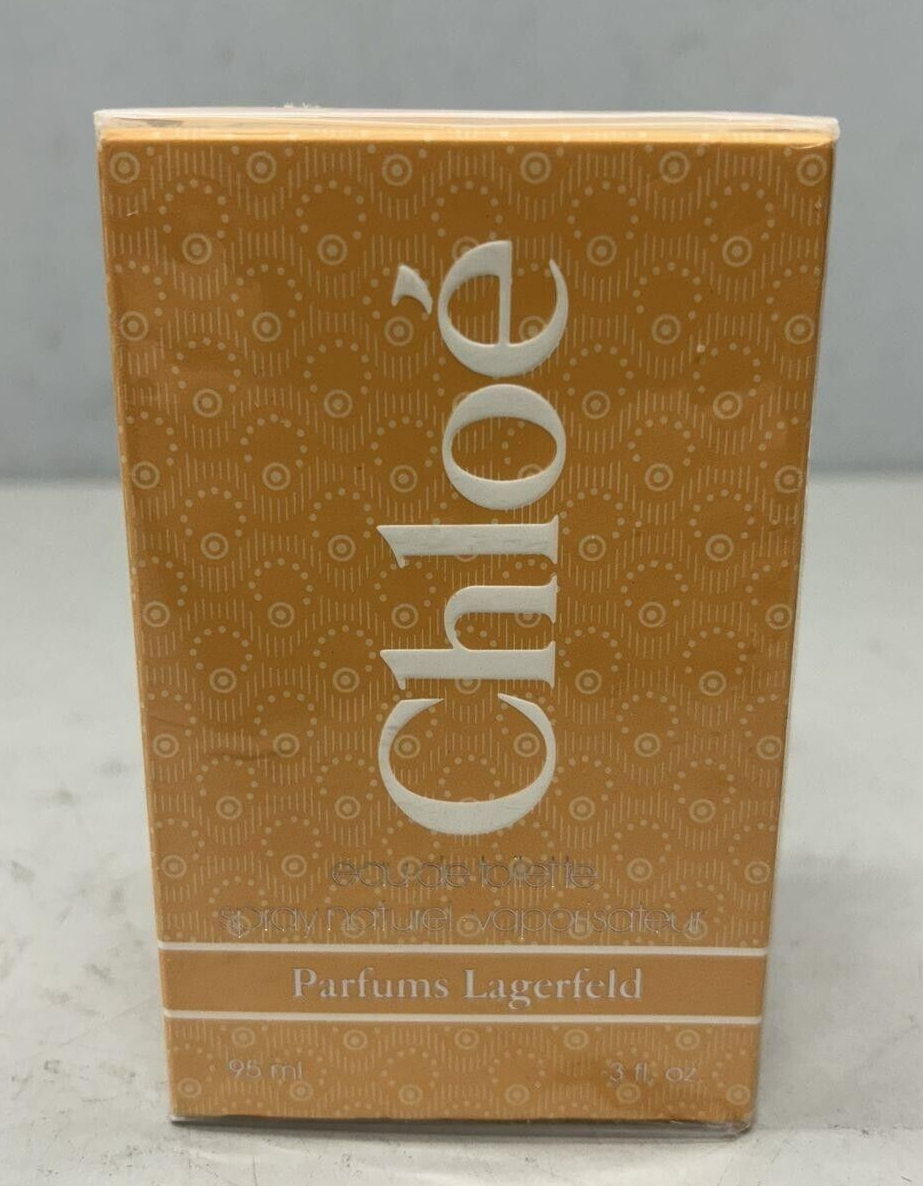 Chloé
eau de toilette
spray naturel - vaporisateur
Parfums Lagerfeld
95 ml 3 fl. oz